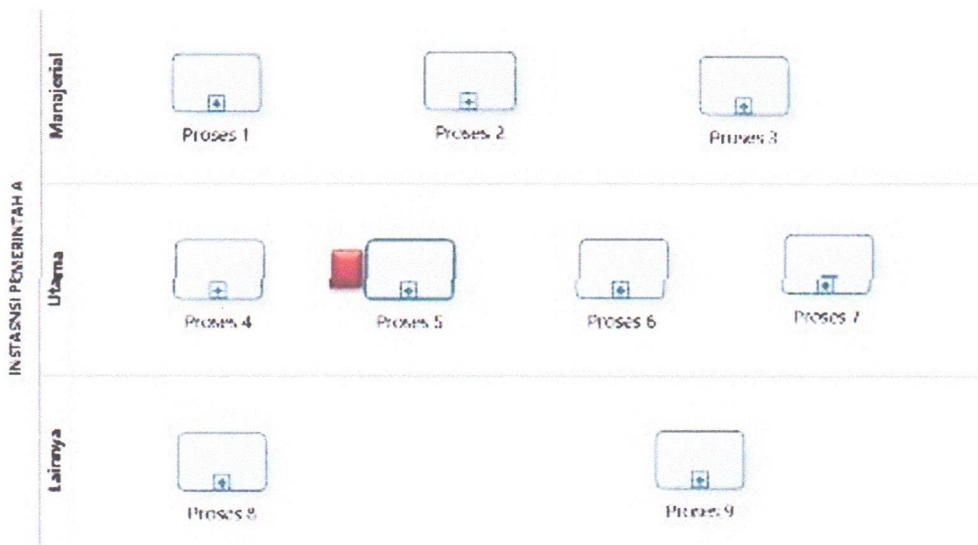 INSTASNSI PEMERINTAH A
Manajerial
Proses 1
Proses 2
Proses 3
Utama
Proses 4
Proses 5
Proses 6
Proses 7
Lainnya
Proses 8
Proses 9